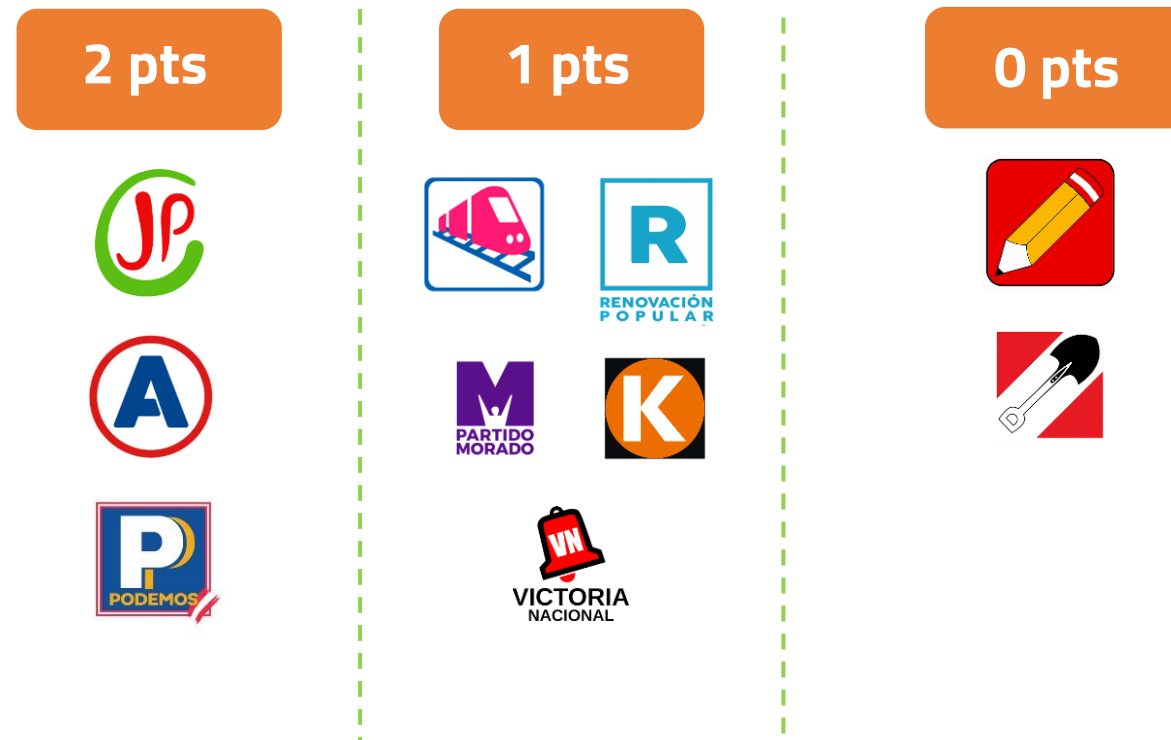 2 pts
1 pts
0 pts
JP
A
P
PODEMOS
R
RENOVACIÓN
POPULAR
M
PARTIDO
MORADO
K
VN
VICTORIA
NACIONAL